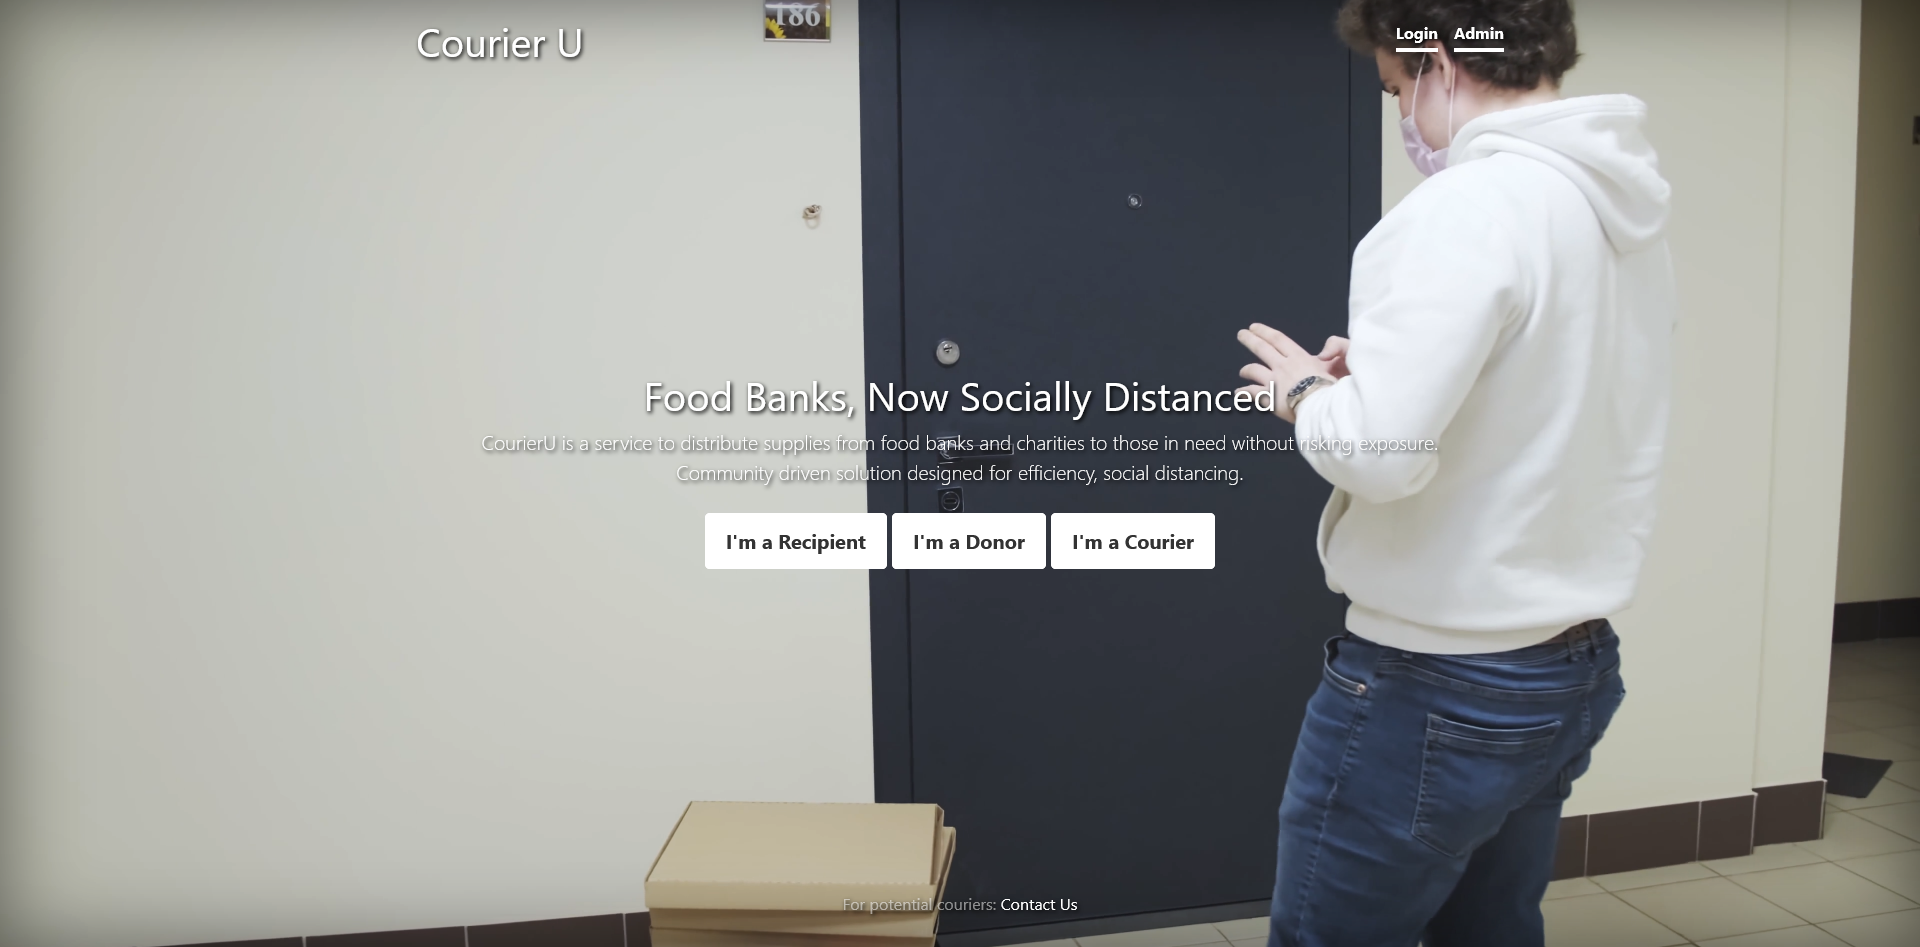 186
Courier U
Login Admin
Food Banks, Now Socially Distanced
CourierU is a service to distribute supplies from food banks and charities to those in need without risking exposure.
Community driven solution designed for efficiency, social distancing.
I'm a Recipient I'm a Donor I'm a Courier
For potential couriers: Contact Us